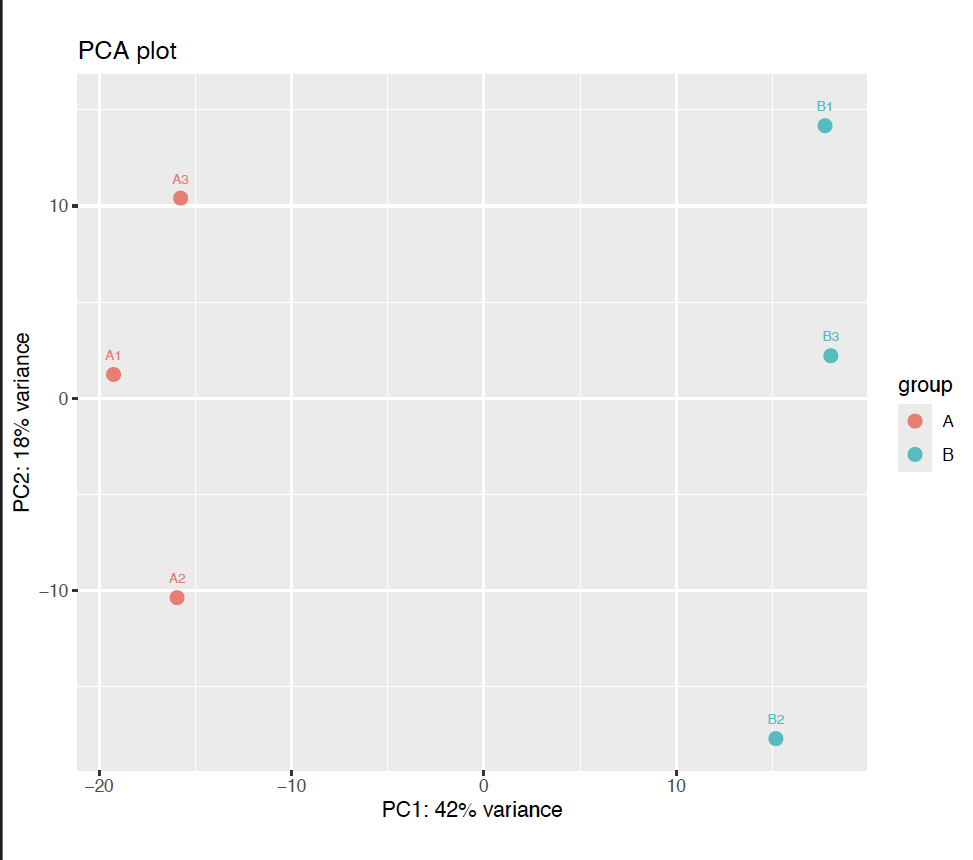 PCA plot
B1
A3
10
B3
A1
0
PC2: 18% variance
group
A
B
A2
−10
B2
−20
−10
0
10
PC1: 42% variance